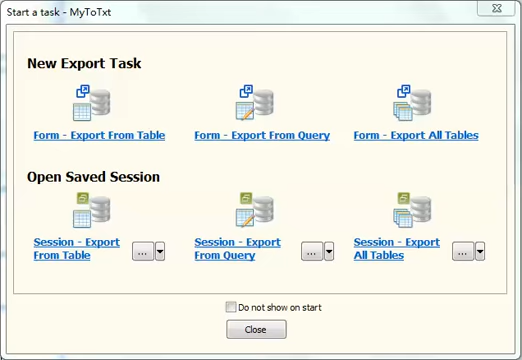 Start a task - MyToTxt
New Export Task
Form - Export From Table
Form - Export From Query
Form - Export All Tables
Open Saved Session
Session - Export
From Table
...
Session - Export
From Query
...
Session - Export
All Tables
...
Do not show on start
Close